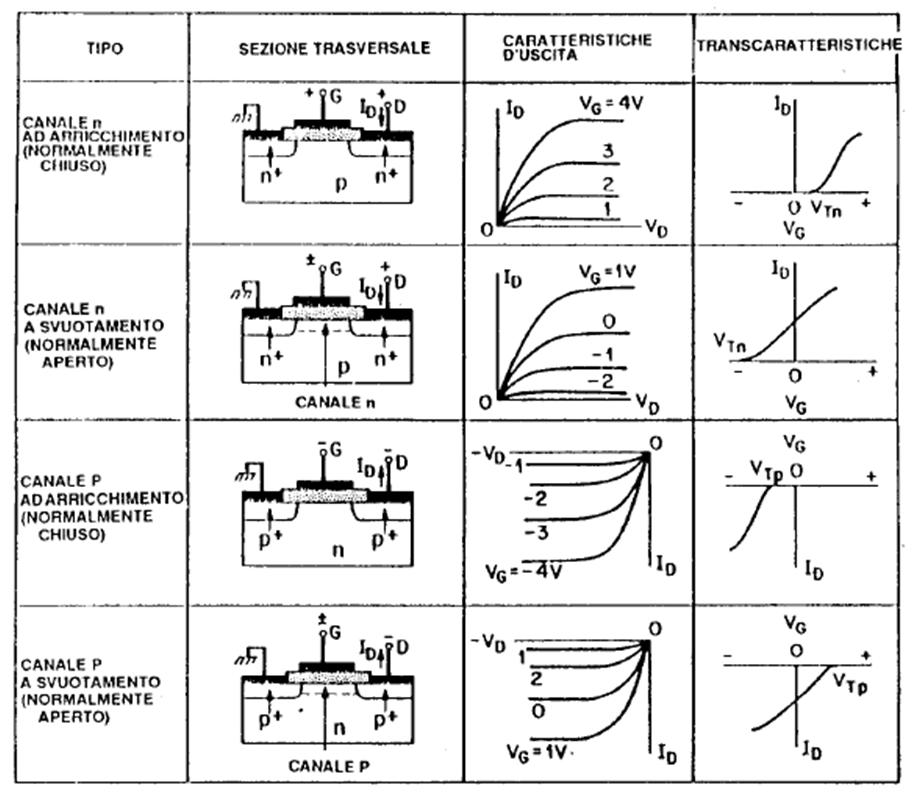 TIPO
SEZIONE TRASVERSALE
CARATTERISTICHE
D'USCITA
TRANSCARATTERISTICHE
CANALE n
AD ARRICCHIMENTO
(NORMALMENTE
CHIUSO)
+ G I_D + D
n+ p n+
I_D V_G = 4V
3
2
1
O V_D
I_D
- O V_Tn +
V_G
CANALE n
A SVUOTAMENTO
(NORMALMENTE
APERTO)
± G I_D + D
n+ p n+
CANALE n
I_D V_G = 1V
0
-1
-2
O V_D
I_D
V_Tn
- O +
V_G
CANALE P
AD ARRICCHIMENTO
(NORMALMENTE
CHIUSO)
- G I_D - D
p+ n p+
O
-V_D
-1
-2
-3
V_G = -4V I_D
V_G
- V_Tp O +
I_D
CANALE P
A SVUOTAMENTO
(NORMALMENTE
APERTO)
± G I_D - D
p+ n p+
CANALE P
O
-V_D
1
2
0
V_G = 1V. I_D
V_G
- O +
V_Tp
I_D